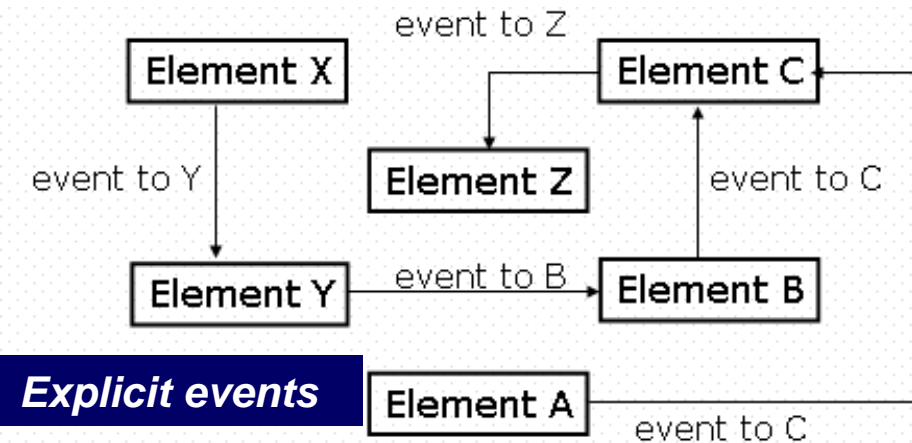 event to Z
Element X
Element C
event to Y
Element Z
event to C
Element Y
event to B
Element B
Explicit events
Element A
event to C